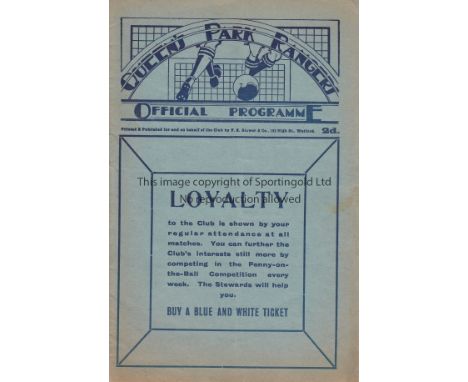 QUEEN'S PARK RANGERS
OFFICIAL PROGRAMME
Printed & Published for and on behalf of the Club by
High St., Watford. 2d.
This image copyright of Sportingold Ltd
No reproduction allowed
LOYALTY
to the Club is shown by your
regular attendance at all
matches. You can further the
Club's interests still more by
competing in the Penny-on-
the-Ball Competition every
week. The Stewards will help
you.
BUY A BLUE AND WHITE TICKET